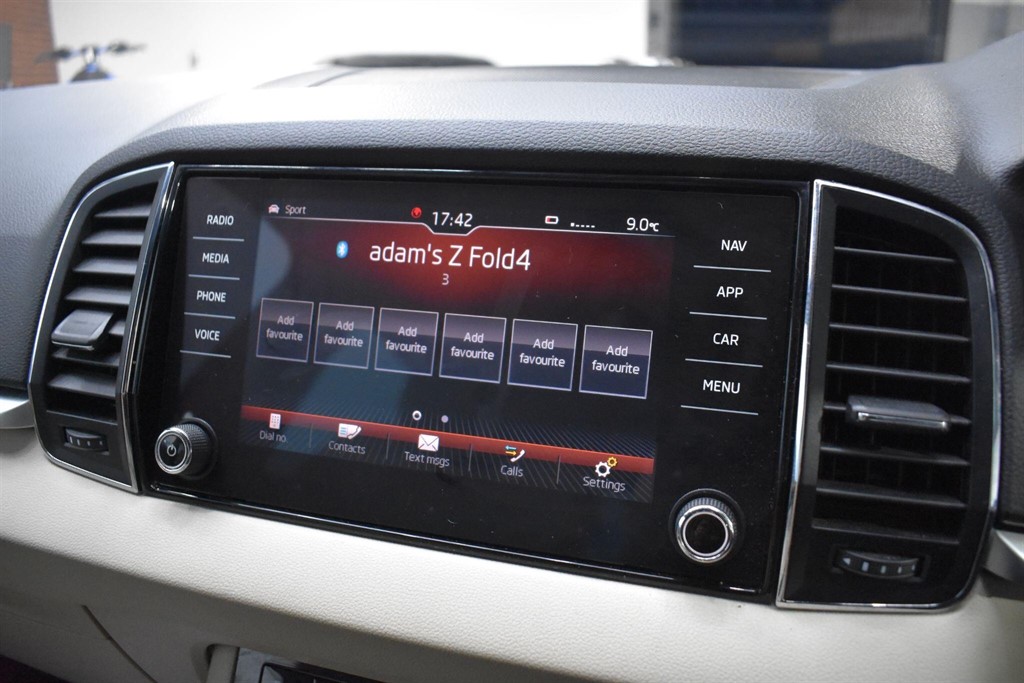 RADIO
MEDIA
PHONE
VOICE
Sport
17:42
9.0°C
adam's Z Fold4
3
Add
favourite
Add
favourite
Add
favourite
Add
favourite
Add
favourite
Add
favourite
Dial no.
Contacts
Text msgs
Calls
Settings
NAV
APP
CAR
MENU